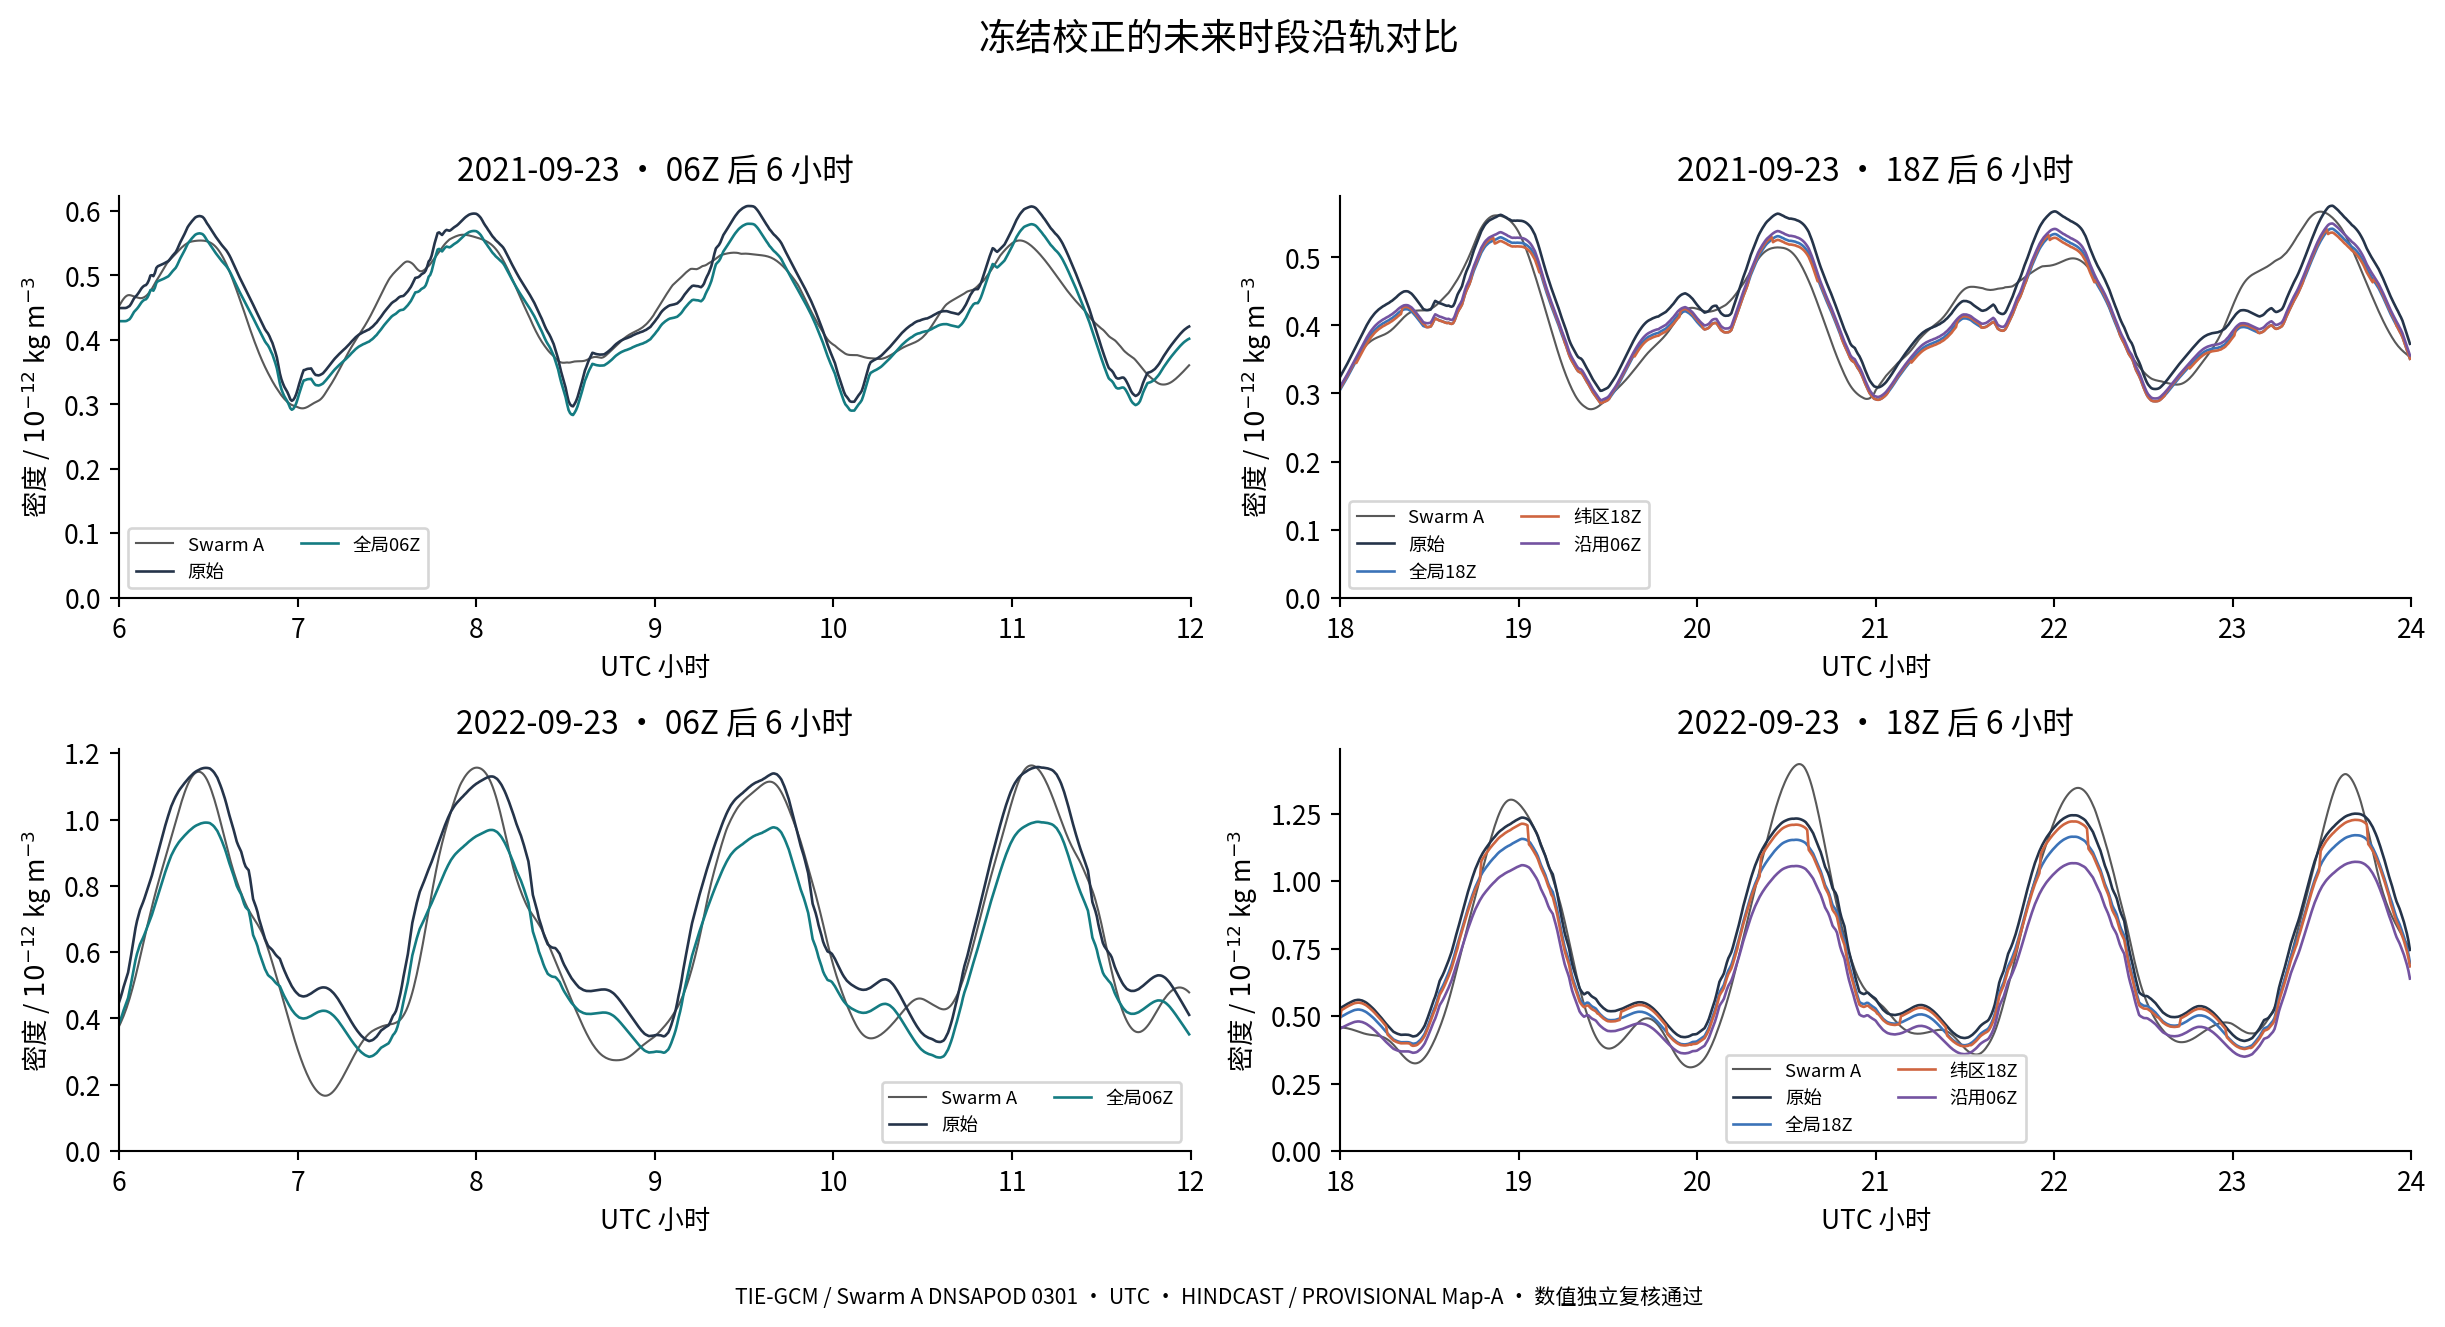 冻结校正的未来时段沿轨对比
2021-09-23 • 06Z 后 6 小时
密度 / 10⁻¹² kg m⁻³
0.6
0.5
0.4
0.3
0.2
0.1
0.0
Swarm A
原始
全局06Z
6 7 8 9 10 11 12
UTC 小时
2021-09-23 • 18Z 后 6 小时
密度 / 10⁻¹² kg m⁻³
0.5
0.4
0.3
0.2
0.1
0.0
Swarm A
原始
全局18Z
纬区18Z
沿用06Z
18 19 20 21 22 23 24
UTC 小时
2022-09-23 • 06Z 后 6 小时
密度 / 10⁻¹² kg m⁻³
1.2
1.0
0.8
0.6
0.4
0.2
0.0
Swarm A
原始
全局06Z
6 7 8 9 10 11 12
UTC 小时
2022-09-23 • 18Z 后 6 小时
密度 / 10⁻¹² kg m⁻³
1.25
1.00
0.75
0.50
0.25
0.00
Swarm A
原始
全局18Z
纬区18Z
沿用06Z
18 19 20 21 22 23 24
UTC 小时
TIE-GCM / Swarm A DNSAPOD 0301 • UTC • HINDCAST / PROVISIONAL Map-A • 数值独立复核通过